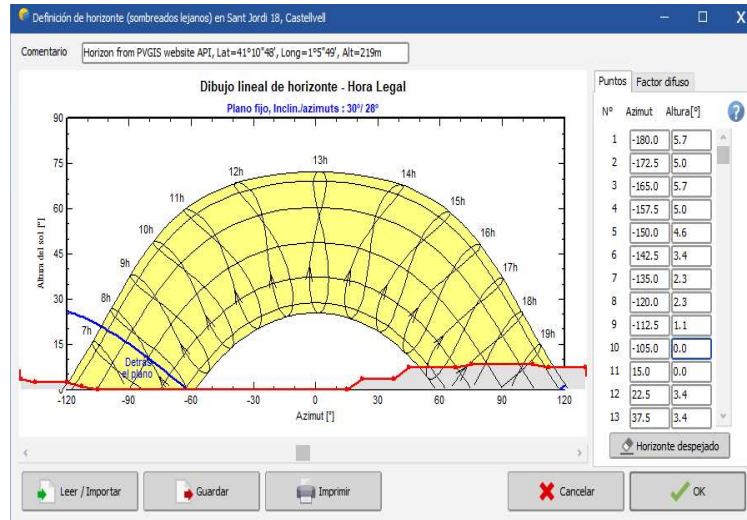 Definición de horizonte (sombreados lejanos) en Sant Jordi 18, Castellvell
Comentario Horizon from PVGIS website API, Lat=41°10"48', Long=1°5"49', Alt=219m
Dibujo lineal de horizonte - Hora Legal
Plano fijo, Inclin./azimuts : 30º/ 28º
90
75
60
45
30
15
Altura del sol [°]
7h
8h
9h
10h
11h
12h
13h
14h
15h
16h
17h
18h
19h
Detrás
el plano
-120 -90 -60 -30 0 30 60 90 120
Azimut [°]
Puntos Factor difuso
Nº Azimut Altura[º]
1 -180.0 5.7
2 -172.5 5.0
3 -165.0 5.7
4 -157.5 5.0
5 -150.0 4.6
6 -142.5 3.4
7 -135.0 2.3
8 -120.0 2.3
9 -112.5 1.1
10 -105.0 0.0
11 15.0 0.0
12 22.5 3.4
13 37.5 3.4
Horizonte despejado
Leer / Importar Guardar Imprimir Cancelar OK